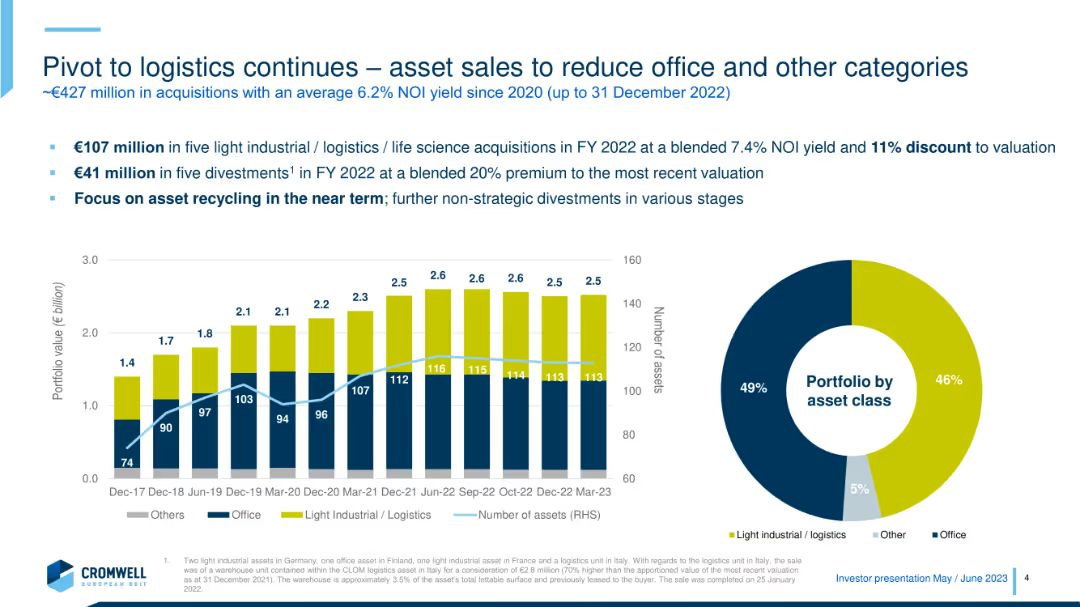 Pivot to logistics continues – asset sales to reduce office and other categories
~€427 million in acquisitions with an average 6.2% NOI yield since 2020 (up to 31 December 2022)
▪ €107 million in five light industrial / logistics / life science acquisitions in FY 2022 at a blended 7.4% NOI yield and 11% discount to valuation
▪ €41 million in five divestments1 in FY 2022 at a blended 20% premium to the most recent valuation
▪ Focus on asset recycling in the near term; further non-strategic divestments in various stages
Portfolio value (€ billion)
3.0
2.0
1.0
0.0
1.4 1.7 1.8 2.1 2.1 2.2 2.3 2.5 2.6 2.6 2.6 2.5 2.5
74 90 97 103 94 96 107 112 116 115 114 113 113
160
140
120
100
80
60
Number of assets
Dec-17 Dec-18 Jun-19 Dec-19 Mar-20 Dec-20 Mar-21 Dec-21 Jun-22 Sep-22 Oct-22 Dec-22 Mar-23
Others Office Light Industrial / Logistics Number of assets (RHS)
49%
Portfolio by
asset class
46%
5%
Light industrial / logistics Other Office
CROMWELL
EUROPEAN REIT
1. Two light industrial assets in Germany, one office asset in Finland, one light industrial asset in France and a logistics unit in Italy. With regards to the logistics unit in Italy, the sale
was of a warehouse unit contained within the CLOM logistics asset in Italy for a consideration of €2.8 million (70% higher than the apportioned value of the most recent valuation
as at 31 December 2021). The warehouse is approximately 3.5% of the asset's total lettable surface and previously leased to the buyer. The sale was completed on 25 January
2022.
Investor presentation May / June 2023
4